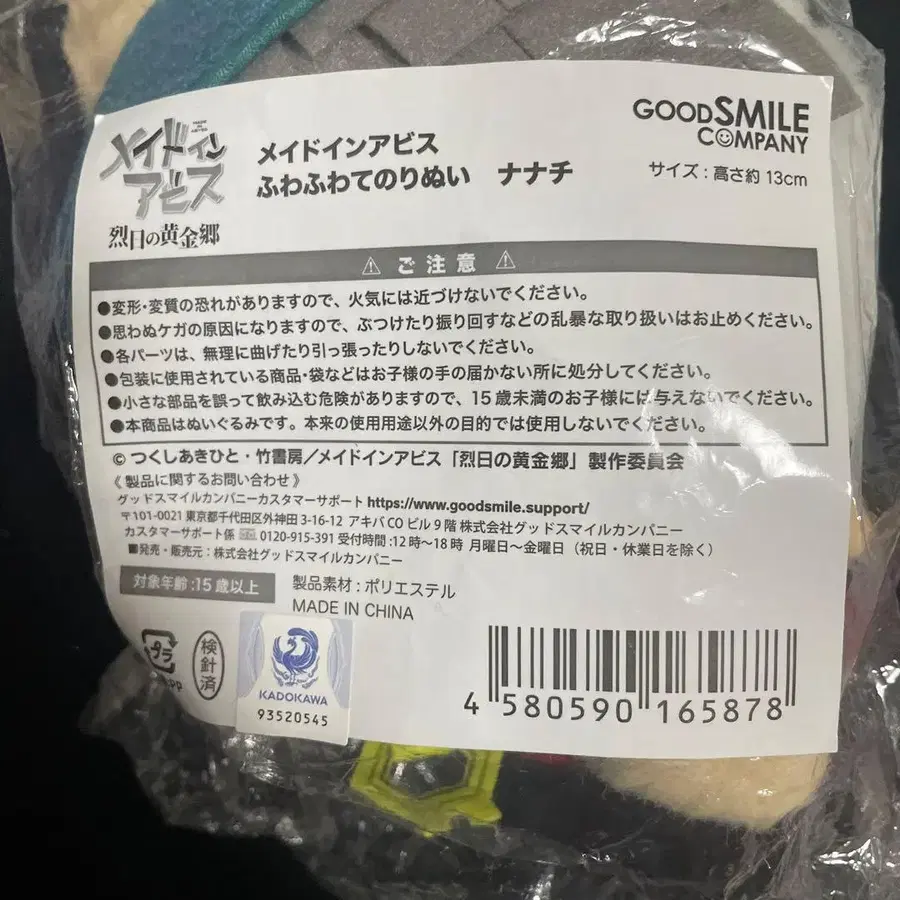 メイドインアビス
烈日の黄金郷
メイドインアビス
ふわふわてのりぬい ナナチ
GOODSMILE
COMPANY
サイズ:高さ約13cm
⚠ ご注意 ⚠
●変形・変質の恐れがありますので、火気には近づけないでください。
●思わぬケガの原因になりますので、ぶつけたり振り回すなどの乱暴な取り扱いはお止めください。
●各パーツは、無理に曲げたり引っ張ったりしないでください。
●包装に使用されている商品・袋などはお子様の手の届かない所に処分してください。
●小さな部品を誤って飲み込む危険がありますので、15歳未満のお子様には与えないでください。
●本商品はぬいぐるみです。本来の使用用途以外の目的では使用しないでください。
© つくしあきひと・竹書房/メイドインアビス「烈日の黄金郷」製作委員会
《 製品に関するお問い合わせ 》
グッドスマイルカンパニーカスタマーサポート https://www.goodsmile.support/
〒101-0021 東京都千代田区外神田 3-16-12 アキバ CO ビル 9 階 株式会社グッドスマイルカンパニー
カスタマーサポート係 0120-915-391 受付時間:12時〜18時 月曜日〜金曜日(祝日・休業日を除く)
■発売・販売元:株式会社グッドスマイルカンパニー
対象年齢:15歳以上
製品素材:ポリエステル
MADE IN CHINA
プラ
PP
検針済
KADOKAWA
93520545
4 580590 165878